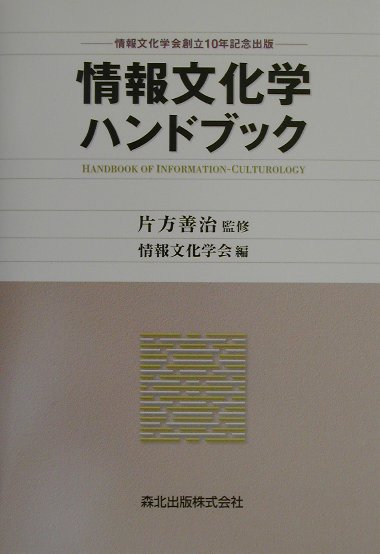 情報文化学会創立10年記念出版
情報文化学
ハンドブック
HANDBOOK OF INFORMATION-CULTUROLOGY
片方善治 監修
情報文化学会 編
森北出版株式会社